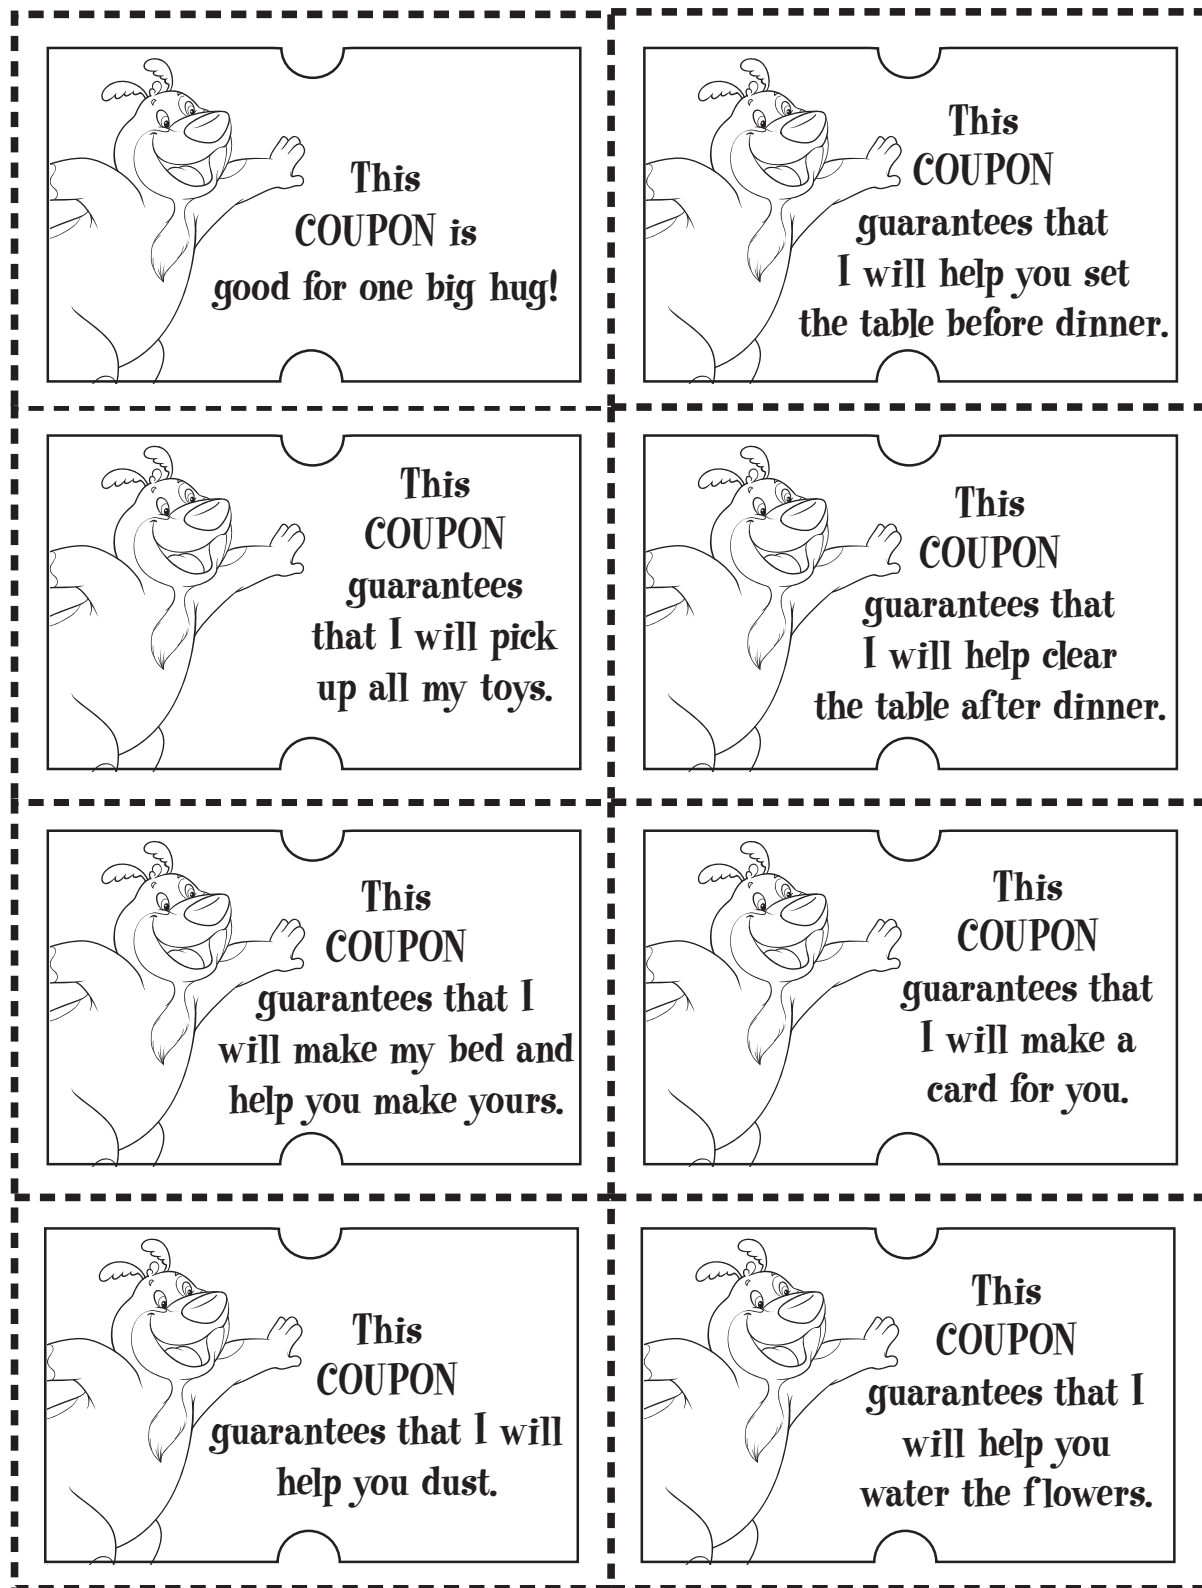 This
COUPON is
good for one big hug!
This
COUPON
guarantees that
I will help you set
the table before dinner.
This
COUPON
guarantees
that I will pick
up all my toys.
This
COUPON
guarantees that
I will help clear
the table after dinner.
This
COUPON
guarantees that I
will make my bed and
help you make yours.
This
COUPON
guarantees that
I will make a
card for you.
This
COUPON
guarantees that I will
help you dust.
This
COUPON
guarantees that I
will help you
water the flowers.